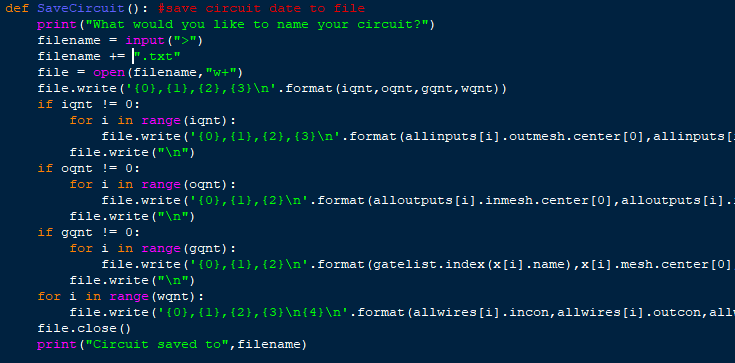 def SaveCircuit(): #save circuit date to file
    print("What would you like to name your circuit?")
    filename = input(">")
    filename += ".txt"
    file = open(filename,"w+")
    file.write('{0},{1},{2},{3}\n'.format(iqnt,oqnt,gqnt,wqnt))
    if iqnt != 0:
        for i in range(iqnt):
            file.write('{0},{1},{2},{3}\n'.format(allinputs[i].outmesh.center[0],allinputs[i
        file.write("\n")
    if oqnt != 0:
        for i in range(oqnt):
            file.write('{0},{1},{2}\n'.format(alloutputs[i].inmesh.center[0],alloutputs[i].
        file.write("\n")
    if gqnt != 0:
        for i in range(gqnt):
            file.write('{0},{1},{2}\n'.format(gatelist.index(x[i].name),x[i].mesh.center[0]
        file.write("\n")
    for i in range(wqnt):
        file.write('{0},{1},{2},{3}\n{4}\n'.format(allwires[i].incon,allwires[i].outcon,allw
    file.close()
    print("Circuit saved to",filename)